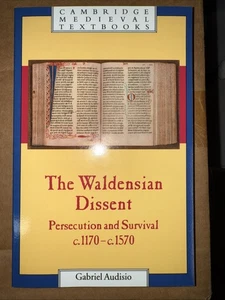 CAMBRIDGE
MEDIEVAL
TEXTBOOKS
The Waldensian
Dissent
Persecution and Survival
c.1170–c.1570
Gabriel Audisio